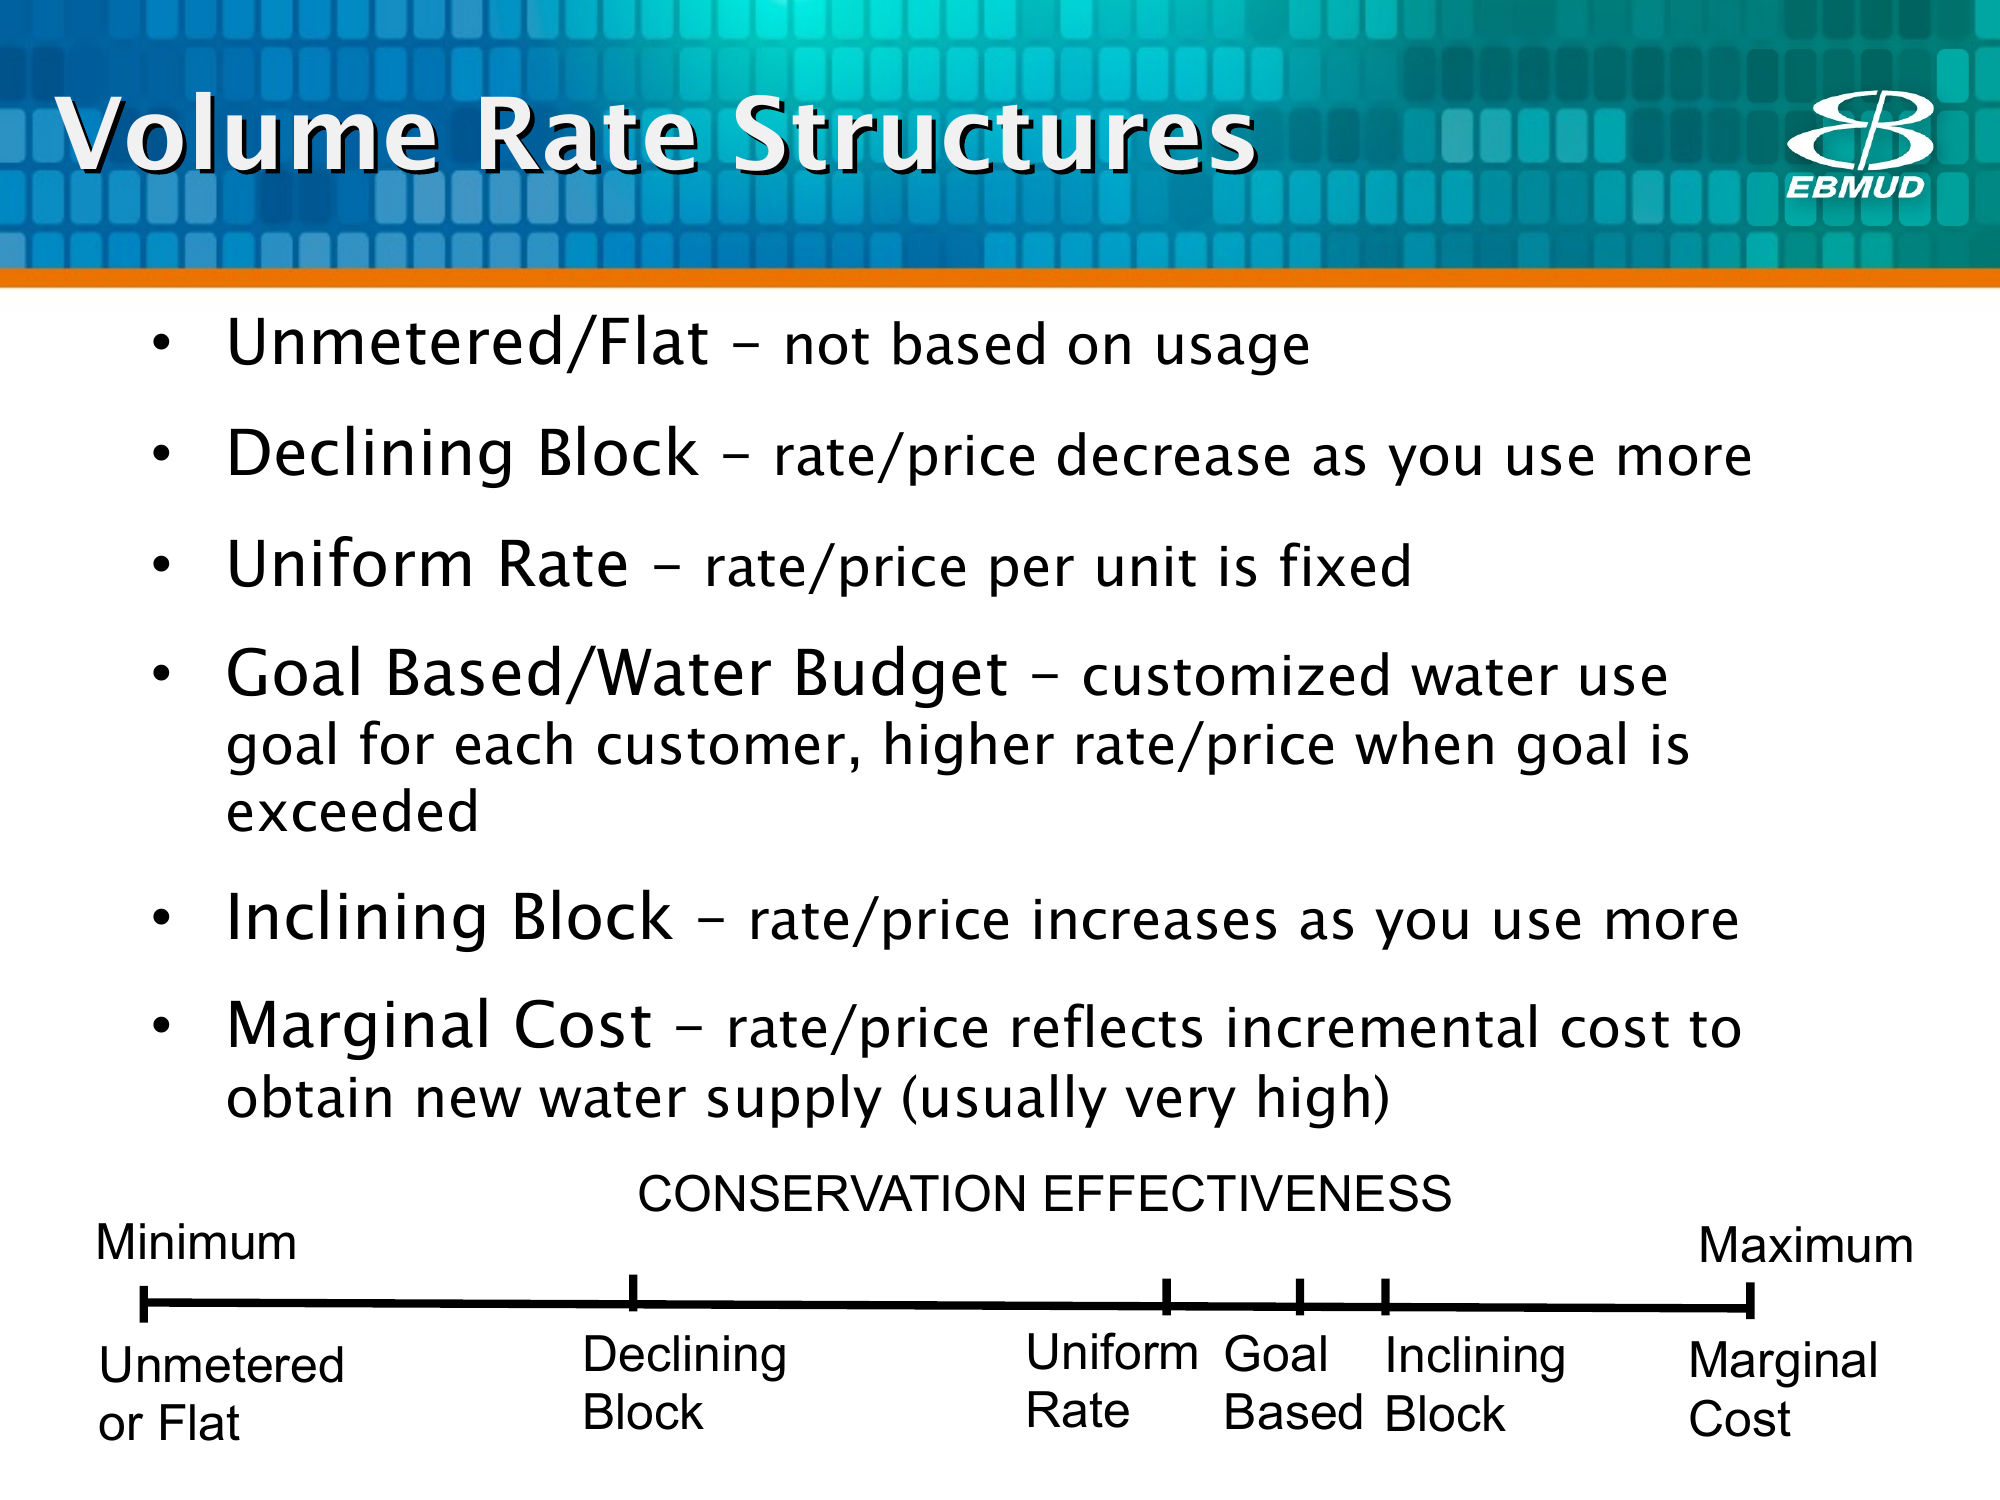 Volume Rate Structures
EBMUD
• Unmetered/Flat – not based on usage
• Declining Block – rate/price decrease as you use more
• Uniform Rate – rate/price per unit is fixed
• Goal Based/Water Budget – customized water use
goal for each customer, higher rate/price when goal is
exceeded
• Inclining Block – rate/price increases as you use more
• Marginal Cost – rate/price reflects incremental cost to
obtain new water supply (usually very high)
CONSERVATION EFFECTIVENESS
Minimum
Maximum
Unmetered
or Flat
Declining
Block
Uniform
Rate
Goal
Based
Inclining
Block
Marginal
Cost